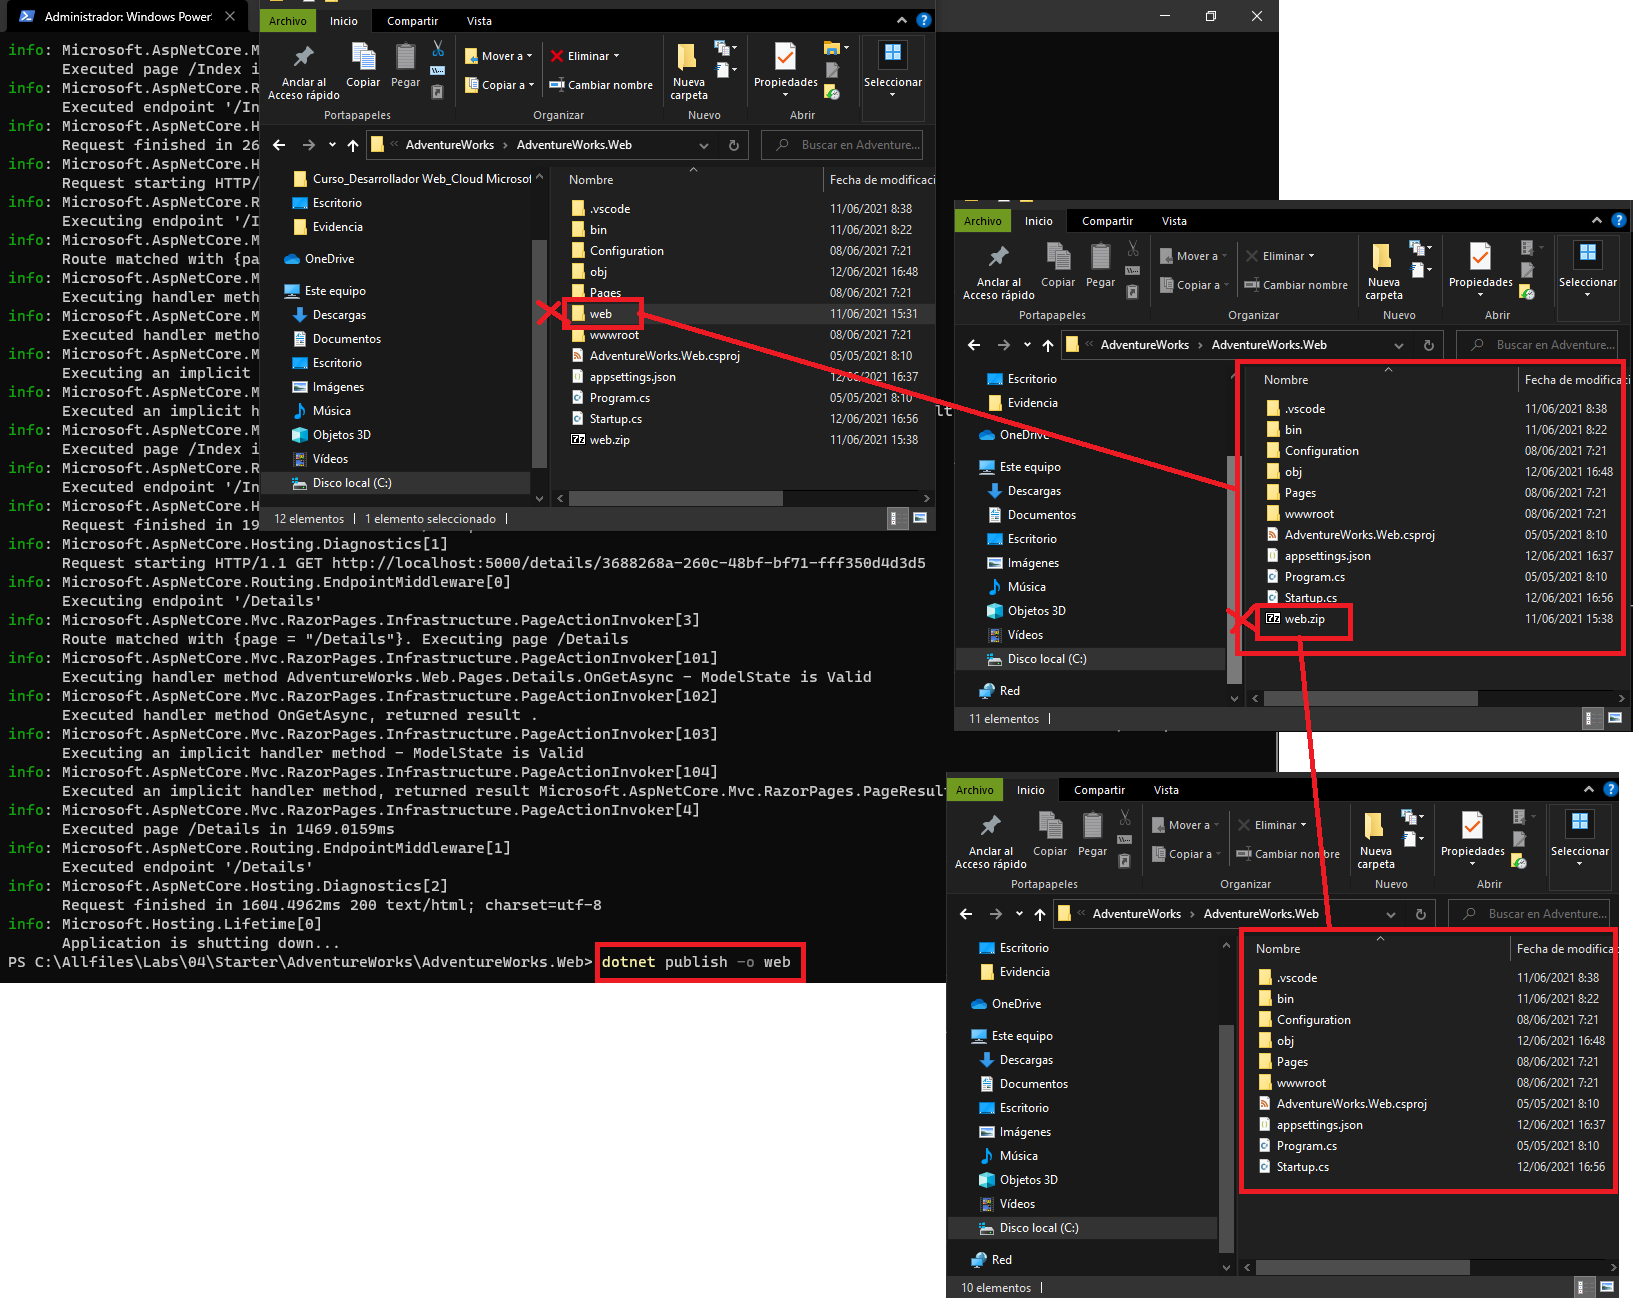 Administrador: Windows Power
info: Microsoft.AspNetCore.M
Executed page /Index i
info: Microsoft.AspNetCore.R
Executed endpoint '/In
info: Microsoft.AspNetCore.H
Request finished in 26
info: Microsoft.AspNetCore.H
Request starting HTTP/
info: Microsoft.AspNetCore.R
Executing endpoint '/I
info: Microsoft.AspNetCore.M
Route matched with {pa
info: Microsoft.AspNetCore.M
Executing handler meth
info: Microsoft.AspNetCore.M
Executed handler metho
info: Microsoft.AspNetCore.M
Executing an implicit
info: Microsoft.AspNetCore.M
Executed an implicit h
lt
info: Microsoft.AspNetCore.M
Executed page /Index i
info: Microsoft.AspNetCore.R
Executed endpoint '/In
info: Microsoft.AspNetCore.H
Request finished in 19
info: Microsoft.AspNetCore.Hosting.Diagnostics[1]
Request starting HTTP/1.1 GET http://localhost:5000/details/3688268a-260c-48bf-bf71-fff350d4d3d5
info: Microsoft.AspNetCore.Routing.EndpointMiddleware[0]
Executing endpoint '/Details'
info: Microsoft.AspNetCore.Mvc.RazorPages.Infrastructure.PageActionInvoker[3]
Route matched with {page = "/Details"}. Executing page /Details
info: Microsoft.AspNetCore.Mvc.RazorPages.Infrastructure.PageActionInvoker[101]
Executing handler method AdventureWorks.Web.Pages.Details.OnGetAsync - ModelState is Valid
info: Microsoft.AspNetCore.Mvc.RazorPages.Infrastructure.PageActionInvoker[102]
Executed handler method OnGetAsync, returned result .
info: Microsoft.AspNetCore.Mvc.RazorPages.Infrastructure.PageActionInvoker[103]
Executing an implicit handler method - ModelState is Valid
info: Microsoft.AspNetCore.Mvc.RazorPages.Infrastructure.PageActionInvoker[104]
Executed an implicit handler method, returned result Microsoft.AspNetCore.Mvc.RazorPages.PageResult
info: Microsoft.AspNetCore.Mvc.RazorPages.Infrastructure.PageActionInvoker[4]
Executed page /Details in 1469.0159ms
info: Microsoft.AspNetCore.Routing.EndpointMiddleware[1]
Executed endpoint '/Details'
info: Microsoft.AspNetCore.Hosting.Diagnostics[2]
Request finished in 1604.4962ms 200 text/html; charset=utf-8
info: Microsoft.Hosting.Lifetime[0]
Application is shutting down...
PS C:\Allfiles\Labs\04\Starter\AdventureWorks\AdventureWorks.Web> dotnet publish -o web
Archivo Inicio Compartir Vista
Anclar al Acceso rápido
Copiar
Pegar
Mover a
Copiar a
Eliminar
Cambiar nombre
Nueva carpeta
Propiedades
Seleccionar
Portapapeles Organizar Nuevo Abrir
« AdventureWorks › AdventureWorks.Web
Buscar en Adventure...
Curso_Desarrollador Web_Cloud Microsof
Escritorio
Evidencia
OneDrive
Este equipo
Descargas
Documentos
Escritorio
Imágenes
Música
Objetos 3D
Vídeos
Disco local (C:)
Nombre Fecha de modificaci
.vscode 11/06/2021 8:38
bin 11/06/2021 8:22
Configuration 08/06/2021 7:21
obj 12/06/2021 16:48
Pages 08/06/2021 7:21
web 11/06/2021 15:31
wwwroot 08/06/2021 7:21
AdventureWorks.Web.csproj 05/05/2021 8:10
appsettings.json 12/06/2021 16:37
Program.cs 05/05/2021 8:10
Startup.cs 12/06/2021 16:56
web.zip 11/06/2021 15:38
12 elementos 1 elemento seleccionado
Archivo Inicio Compartir Vista
Anclar al Acceso rápido
Copiar
Pegar
Mover a
Copiar a
Eliminar
Cambiar nombre
Nueva carpeta
Propiedades
Seleccionar
Portapapeles Organizar Nuevo Abrir
« AdventureWorks › AdventureWorks.Web
Buscar en Adventure...
Escritorio
Evidencia
OneDrive
Este equipo
Descargas
Documentos
Escritorio
Imágenes
Música
Objetos 3D
Vídeos
Disco local (C:)
Red
Nombre Fecha de modificaci
.vscode 11/06/2021 8:38
bin 11/06/2021 8:22
Configuration 08/06/2021 7:21
obj 12/06/2021 16:48
Pages 08/06/2021 7:21
wwwroot 08/06/2021 7:21
AdventureWorks.Web.csproj 05/05/2021 8:10
appsettings.json 12/06/2021 16:37
Program.cs 05/05/2021 8:10
Startup.cs 12/06/2021 16:56
web.zip 11/06/2021 15:38
11 elementos
Archivo Inicio Compartir Vista
Anclar al Acceso rápido
Copiar
Pegar
Mover a
Copiar a
Eliminar
Cambiar nombre
Nueva carpeta
Propiedades
Seleccionar
Portapapeles Organizar Nuevo Abrir
« AdventureWorks › AdventureWorks.Web
Buscar en Adventure...
Escritorio
Evidencia
OneDrive
Este equipo
Descargas
Documentos
Escritorio
Imágenes
Música
Objetos 3D
Vídeos
Disco local (C:)
Red
Nombre Fecha de modifica
.vscode 11/06/2021 8:38
bin 11/06/2021 8:22
Configuration 08/06/2021 7:21
obj 12/06/2021 16:48
Pages 08/06/2021 7:21
wwwroot 08/06/2021 7:21
AdventureWorks.Web.csproj 05/05/2021 8:10
appsettings.json 12/06/2021 16:37
Program.cs 05/05/2021 8:10
Startup.cs 12/06/2021 16:56
10 elementos